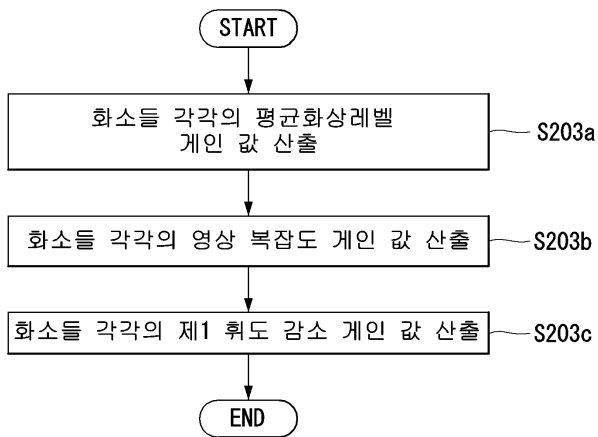 START
화소들 각각의 평균화상레벨
게인 값 산출
S203a
화소들 각각의 영상 복잡도 게인 값 산출
S203b
화소들 각각의 제1 휘도 감소 게인 값 산출
S203c
END